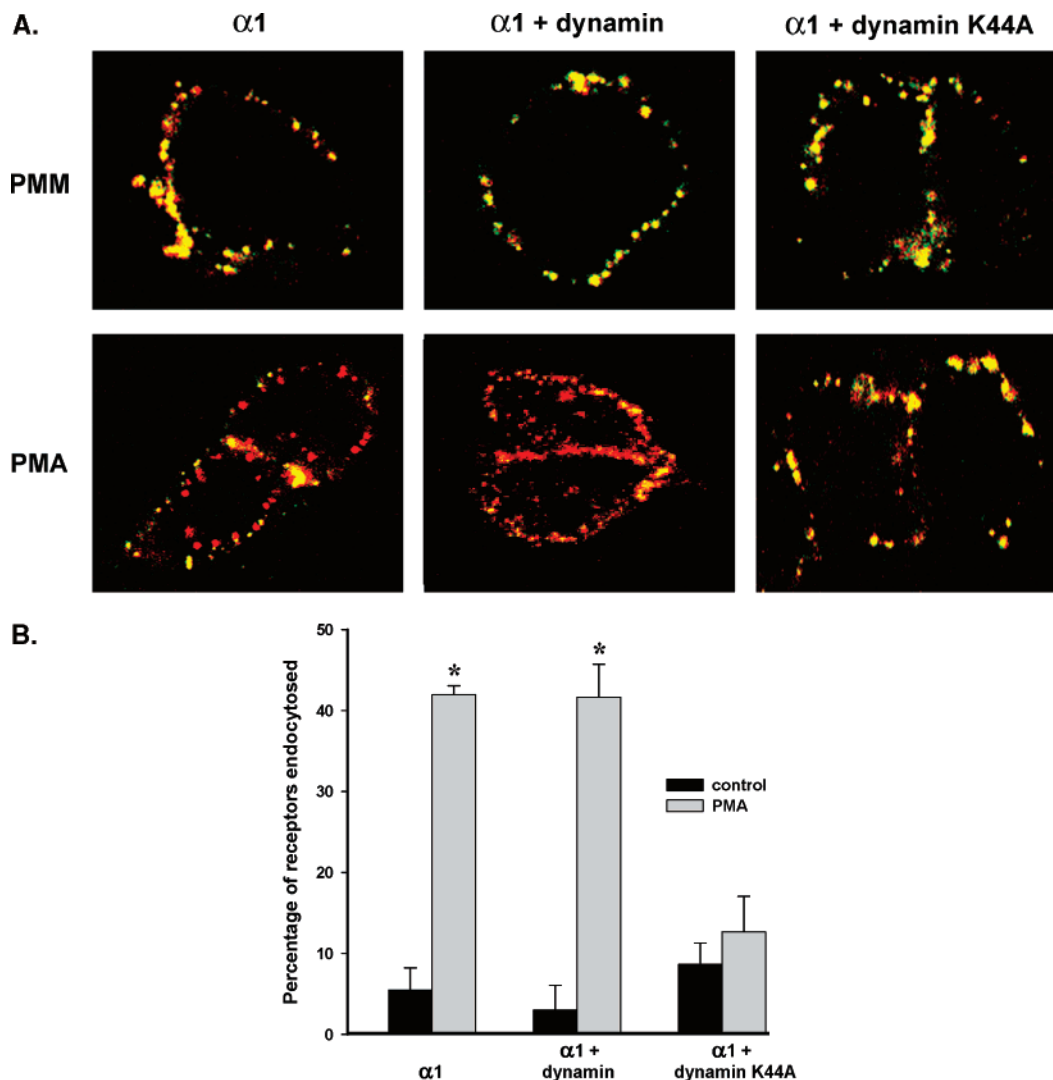 A.
α1
α1 + dynamin
α1 + dynamin K44A
PMM
PMA
B.
Percentage of receptors endocytosed
50
40
30
20
10
0
*
*
control
PMA
α1
α1 +
dynamin
α1 +
dynamin K44A